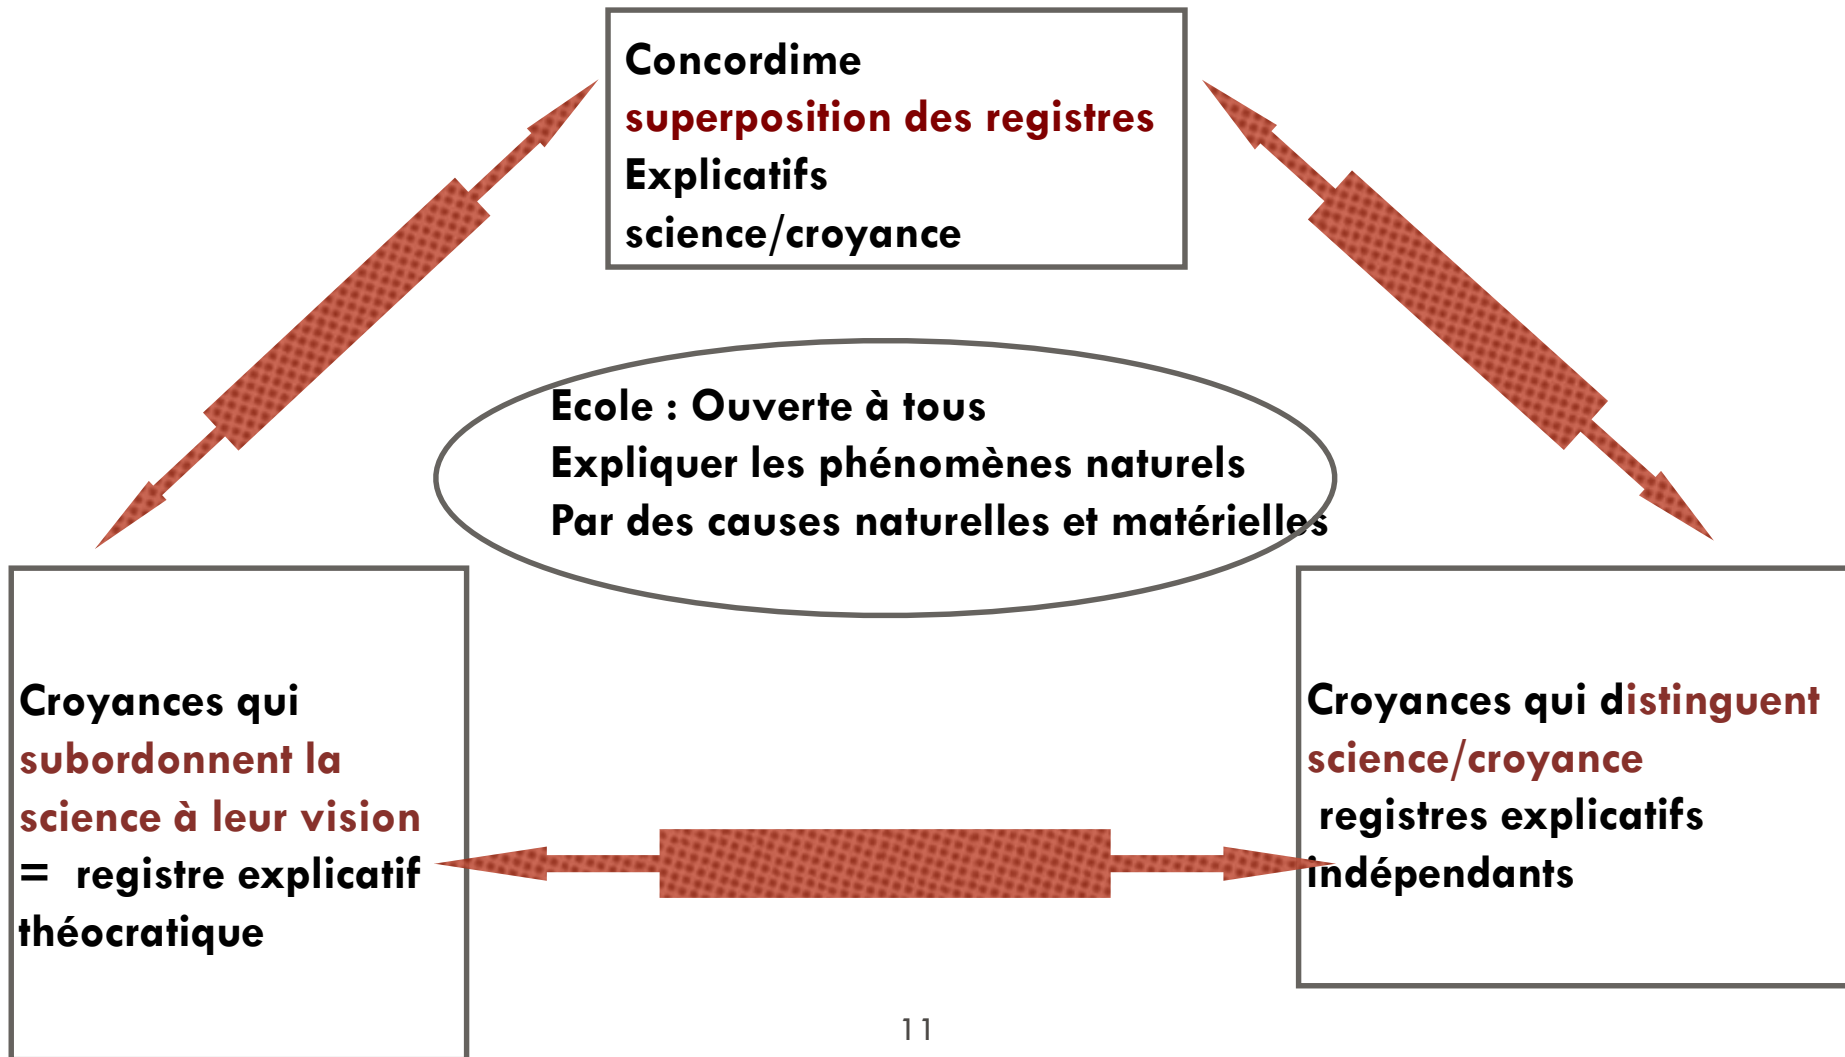 Concordime
superposition des registres
Explicatifs
science/croyance
Ecole : Ouverte à tous
Expliquer les phénomènes naturels
Par des causes naturelles et matérielles
Croyances qui
subordonnent la
science à leur vision
= registre explicatif
théocratique
Croyances qui distinguent
science/croyance
registres explicatifs
indépendants
11